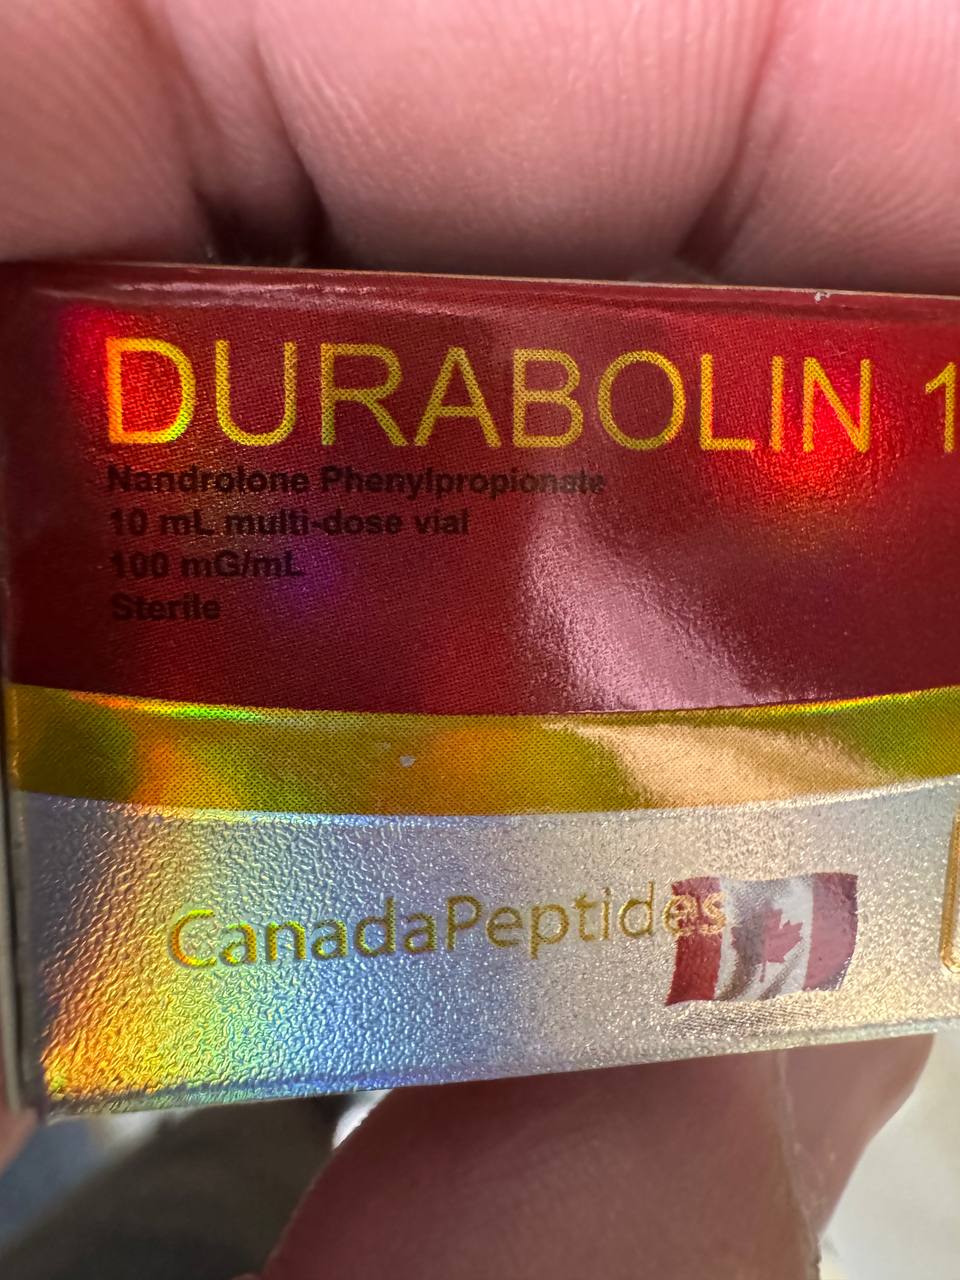 DURABOLIN 1
Nandrolone Phenylpropionate
10 mL multi-dose vial
100 mG/mL
Sterile
CanadaPeptides